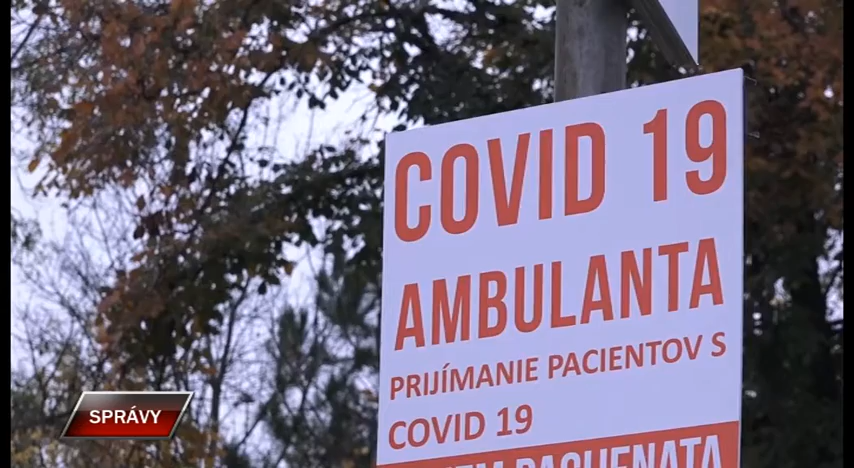 COVID 19
AMBULANTA
PRIJÍMANIE PACIENTOV S
COVID 19
SPRÁVY